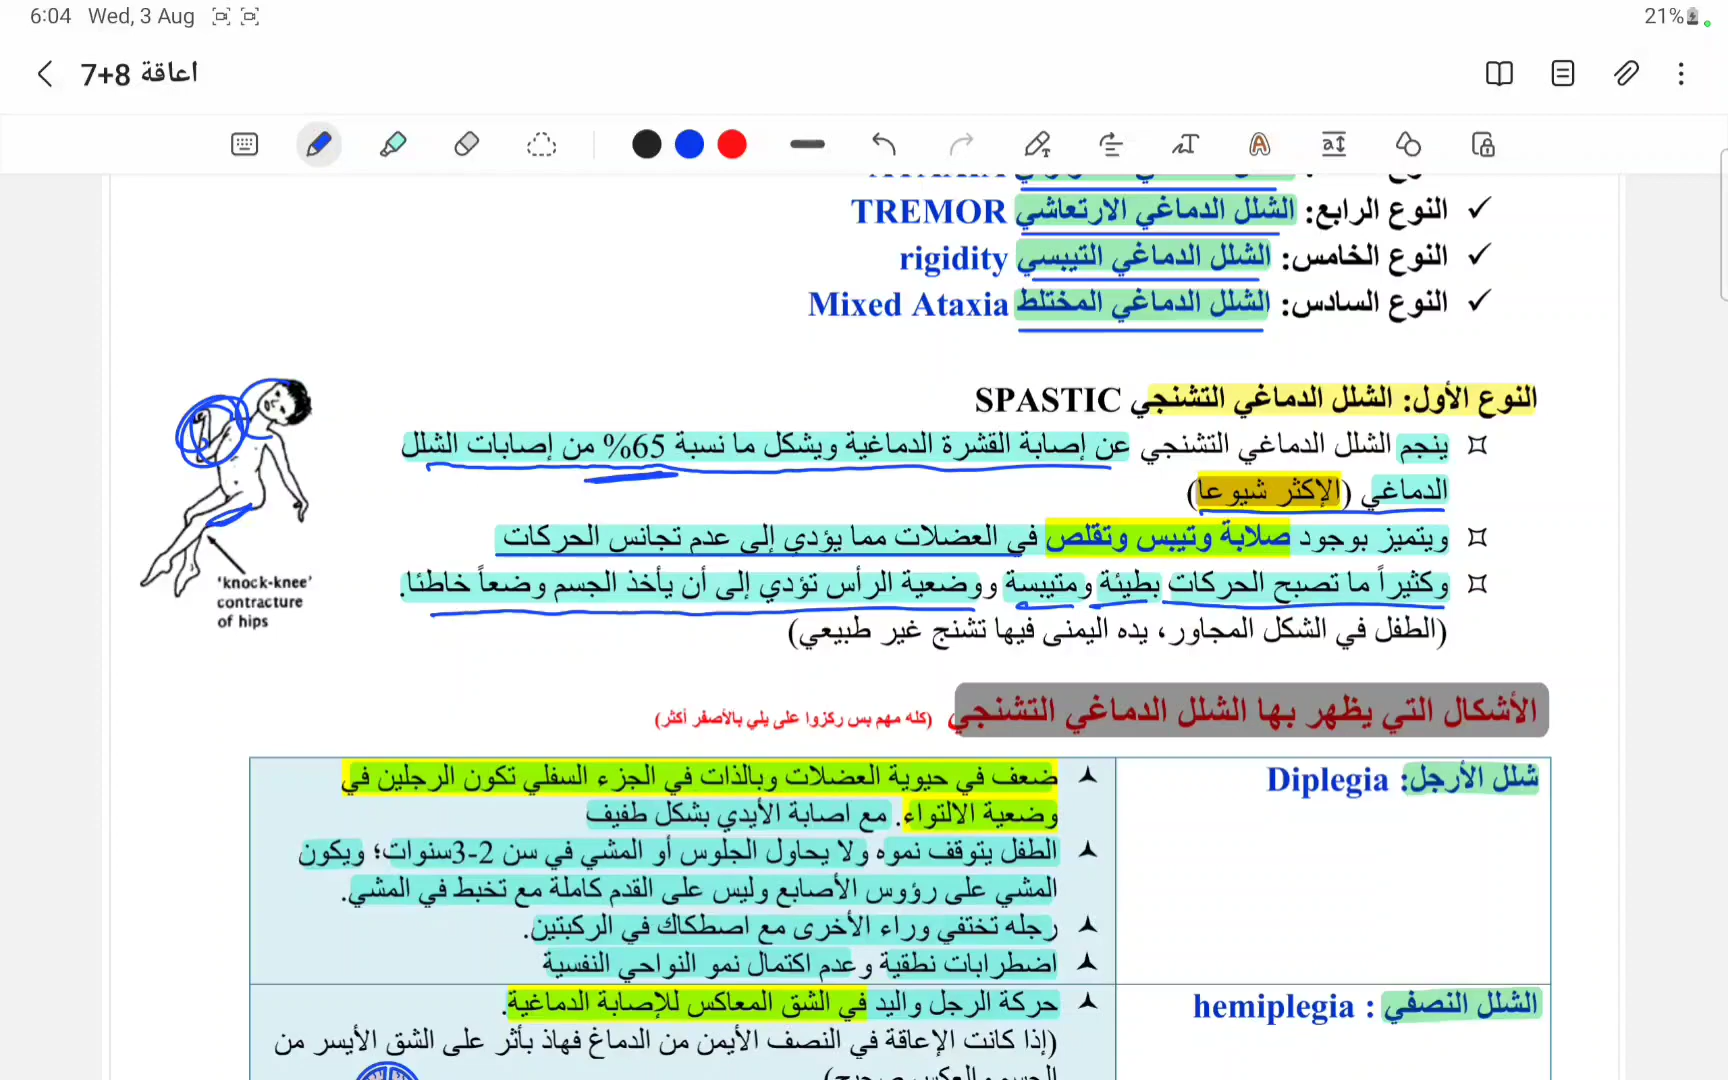 6:04 Wed, 3 Aug
21%
اعاقة 7+8
✓ النوع الرابع: الشلل الدماغي الارتعاشي TREMOR
✓ النوع الخامس: الشلل الدماغي التيبسي rigidity
✓ النوع السادس: الشلل الدماغي المختلط Mixed Ataxia
النوع الأول: الشلل الدماغي التشنجي SPASTIC
ينجم الشلل الدماغي التشنجي عن إصابة القشرة الدماغية ويشكل ما نسبة 65% من إصابات الشلل
الدماغي (الإكثر شيوعا)
ويتميز بوجود صلابة وتيبس وتقلص في العضلات مما يؤدي إلى عدم تجانس الحركات
وكثيراً ما تصبح الحركات بطيئة ومتيبسة ووضعية الرأس تؤدي إلى أن يأخذ الجسم وضعاً خاطئا.
(الطفل في الشكل المجاور، يده اليمنى فيها تشنج غير طبيعي)
'knock-knee'
contracture
of hips
الأشكال التي يظهر بها الشلل الدماغي التشنجي (كله مهم بس ركزوا على يلي بالأصفر أكثر)
شلل الأرجل: Diplegia
ضعف في حيوية العضلات وبالذات في الجزء السفلي تكون الرجلين في
وضعية الالتواء. مع اصابة الأيدي بشكل طفيف
الطفل يتوقف نموه ولا يحاول الجلوس أو المشي في سن 2-3سنوات؛ ويكون
المشي على رؤوس الأصابع وليس على القدم كاملة مع تخبط في المشي.
رجله تختفي وراء الأخرى مع اصطكاك في الركبتين.
اضطرابات نطقية وعدم اكتمال نمو النواحي النفسية
الشلل النصفي : hemiplegia
حركة الرجل واليد في الشق المعاكس للإصابة الدماغية.
(إذا كانت الإعاقة في النصف الأيمن من الدماغ فهاذ بأثر على الشق الأيسر من